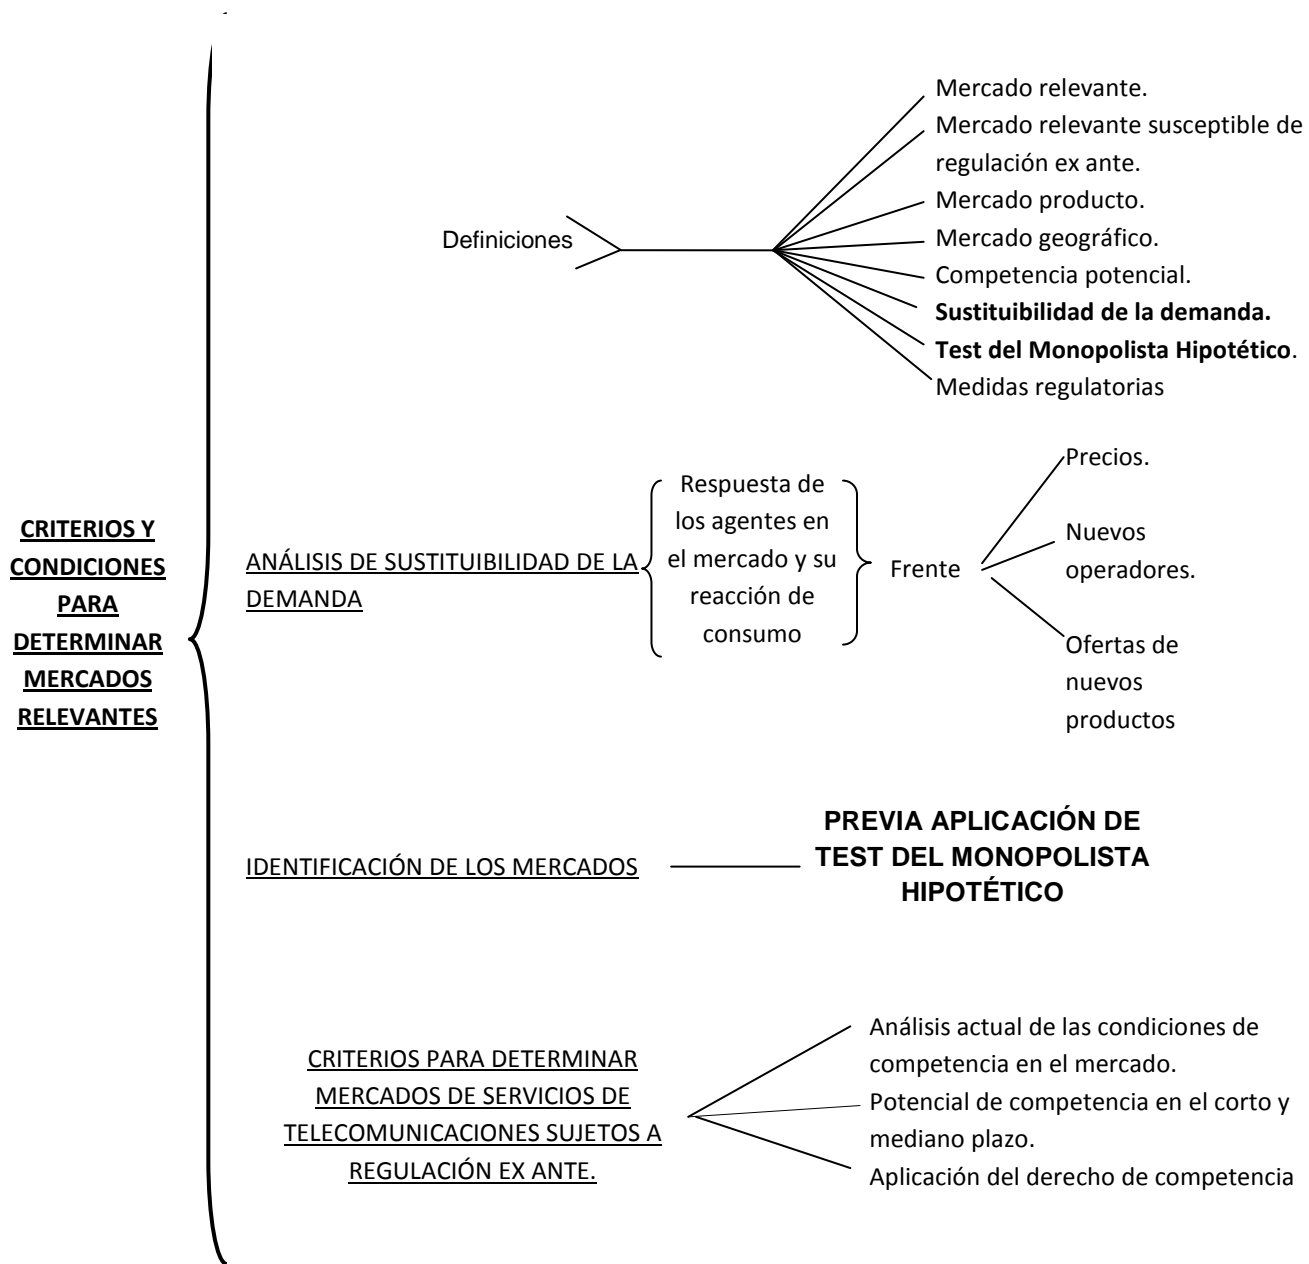 CRITERIOS Y
CONDICIONES
PARA
DETERMINAR
MERCADOS
RELEVANTES
Definiciones
Mercado relevante.
Mercado relevante susceptible de
regulación ex ante.
Mercado producto.
Mercado geográfico.
Competencia potencial.
Sustituibilidad de la demanda.
Test del Monopolista Hipotético.
Medidas regulatorias
ANÁLISIS DE SUSTITUIBILIDAD DE LA
DEMANDA
Respuesta de
los agentes en
el mercado y su
reacción de
consumo
Frente
Precios.
Nuevos
operadores.
Ofertas de
nuevos
productos
IDENTIFICACIÓN DE LOS MERCADOS
PREVIA APLICACIÓN DE
TEST DEL MONOPOLISTA
HIPOTÉTICO
CRITERIOS PARA DETERMINAR
MERCADOS DE SERVICIOS DE
TELECOMUNICACIONES SUJETOS A
REGULACIÓN EX ANTE.
Análisis actual de las condiciones de
competencia en el mercado.
Potencial de competencia en el corto y
mediano plazo.
Aplicación del derecho de competencia